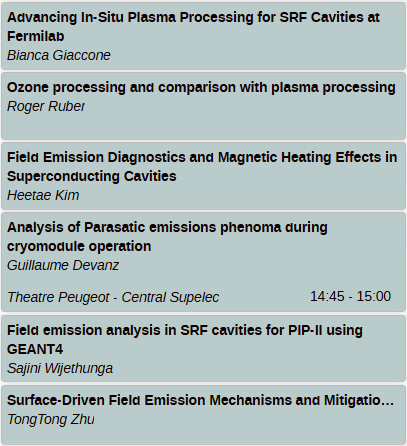 Advancing In-Situ Plasma Processing for SRF Cavities at
Fermilab
Bianca Giaccone
Ozone processing and comparison with plasma processing
Roger Ruber
Field Emission Diagnostics and Magnetic Heating Effects in
Superconducting Cavities
Heetae Kim
Analysis of Parasatic emissions phenoma during
cryomodule operation
Guillaume Devanz
Theatre Peugeot - Central Supelec 14:45 - 15:00
Field emission analysis in SRF cavities for PIP-II using
GEANT4
Sajini Wijethunga
Surface-Driven Field Emission Mechanisms and Mitigatio…
TongTong Zhu